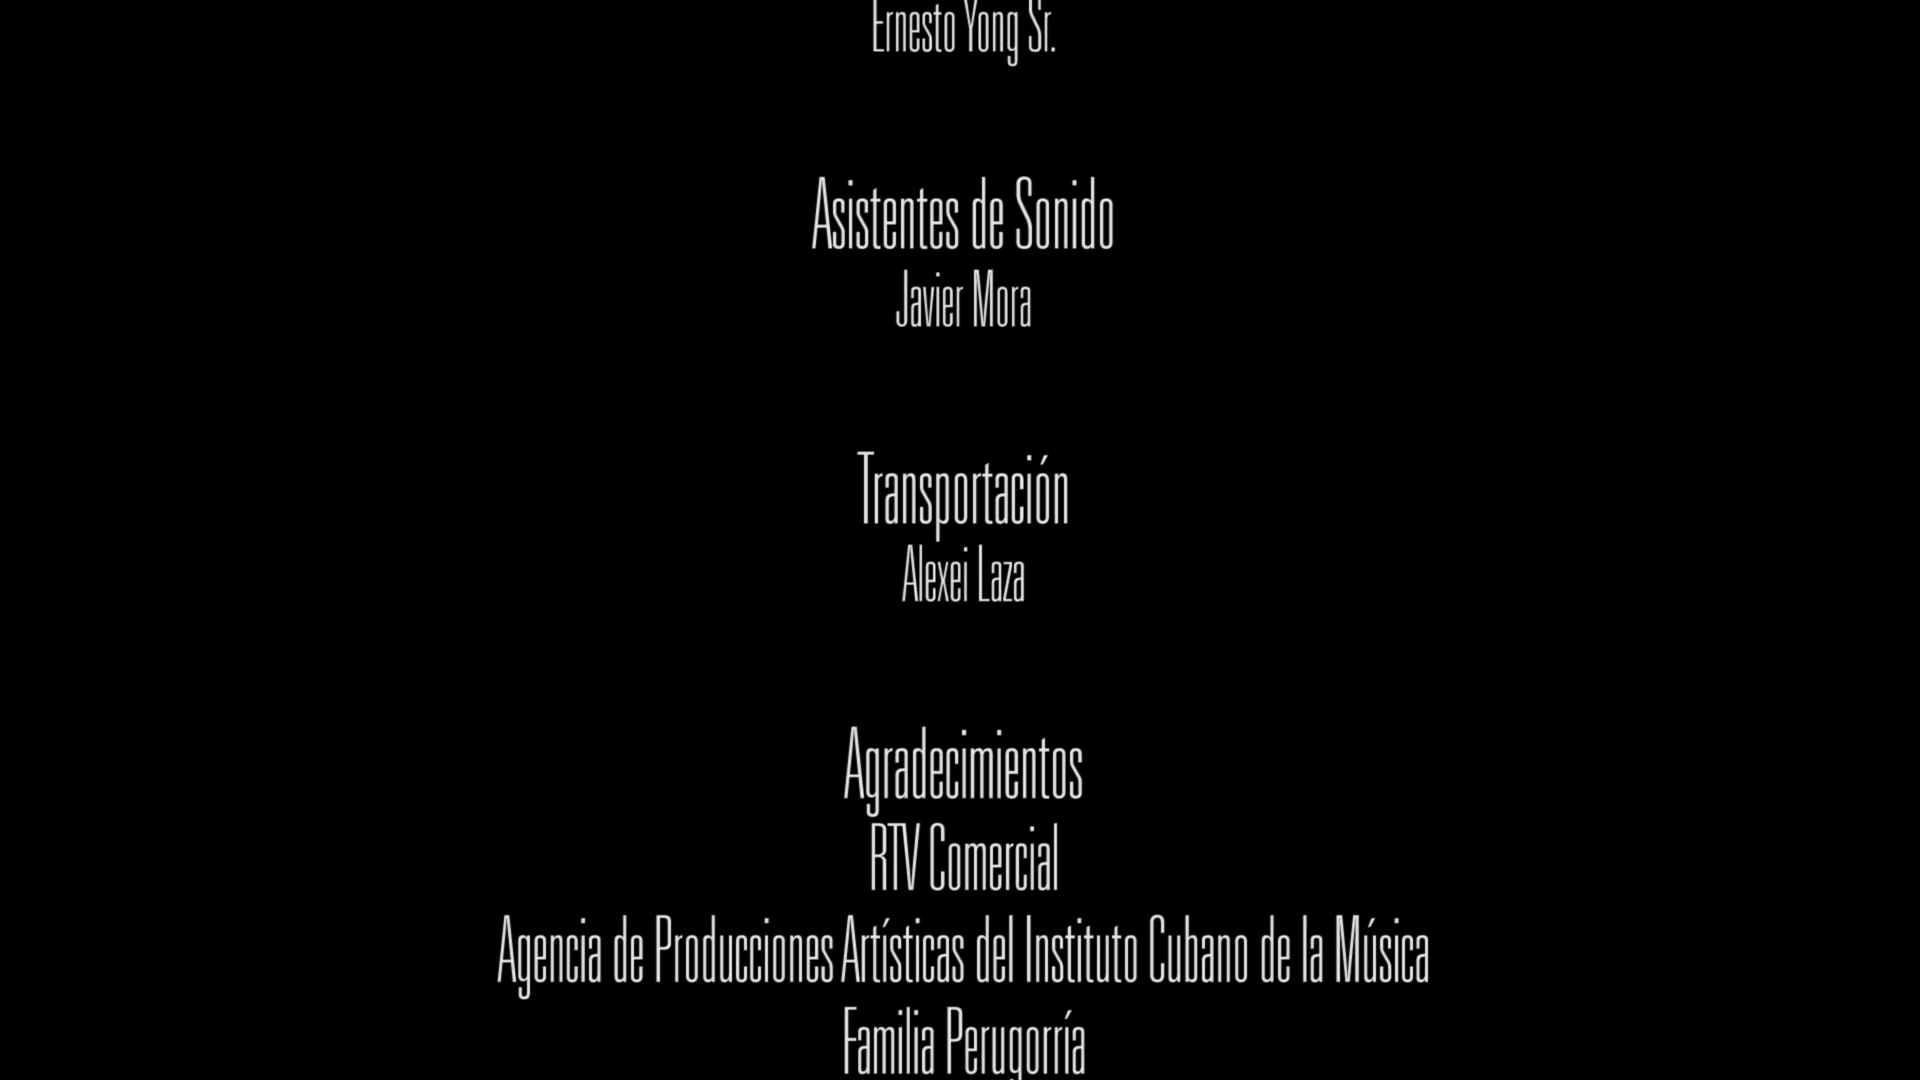 Ernesto Yong Sr.
Asistentes de Sonido
Javier Mora
Transportación
Alexei Laza
Agradecimientos
RTV Comercial
Agencia de Producciones Artísticas del Instituto Cubano de la Música
Familia Perugorría